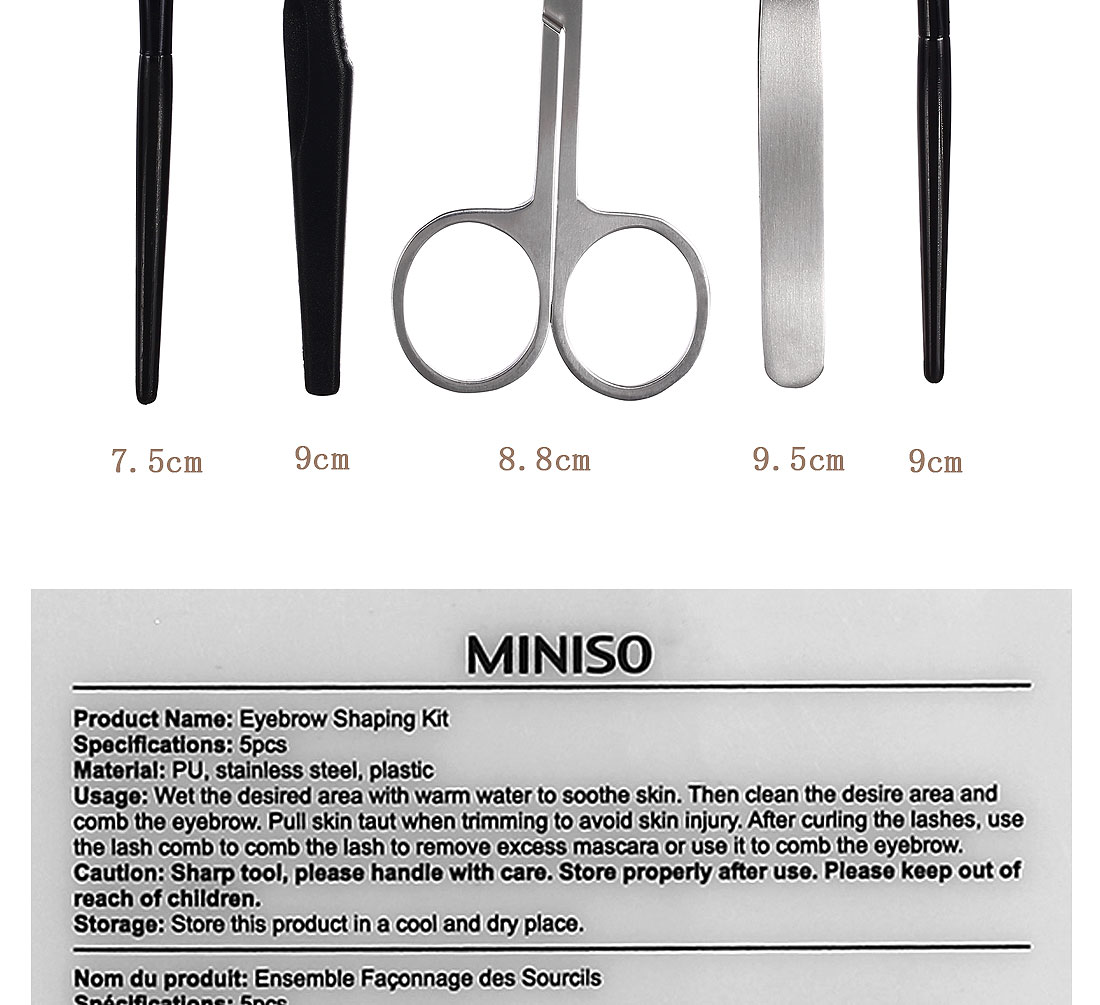 7.5cm 9cm 8.8cm 9.5cm 9cm
MINISO
Product Name: Eyebrow Shaping Kit
Specifications: 5pcs
Material: PU, stainless steel, plastic
Usage: Wet the desired area with warm water to soothe skin. Then clean the desire area and
comb the eyebrow. Pull skin taut when trimming to avoid skin injury. After curling the lashes, use
the lash comb to comb the lash to remove excess mascara or use it to comb the eyebrow.
Caution: Sharp tool, please handle with care. Store properly after use. Please keep out of
reach of children.
Storage: Store this product in a cool and dry place.
Nom du produit: Ensemble Façonnage des Sourcils
Spécifications: 5pcs